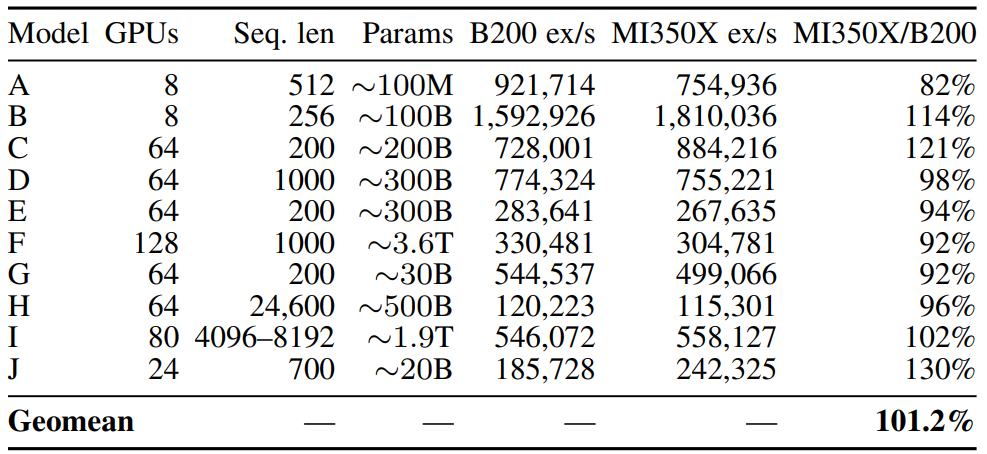 Model GPUs Seq. len Params B200 ex/s MI350X ex/s MI350X/B200
A 8 512 ∼100M 921,714 754,936 82%
B 8 256 ∼100B 1,592,926 1,810,036 114%
C 64 200 ∼200B 728,001 884,216 121%
D 64 1000 ∼300B 774,324 755,221 98%
E 64 200 ∼300B 283,641 267,635 94%
F 128 1000 ∼3.6T 330,481 304,781 92%
G 64 200 ∼30B 544,537 499,066 92%
H 64 24,600 ∼500B 120,223 115,301 96%
I 80 4096–8192 ∼1.9T 546,072 558,127 102%
J 24 700 ∼20B 185,728 242,325 130%
Geomean — — — — 101.2%